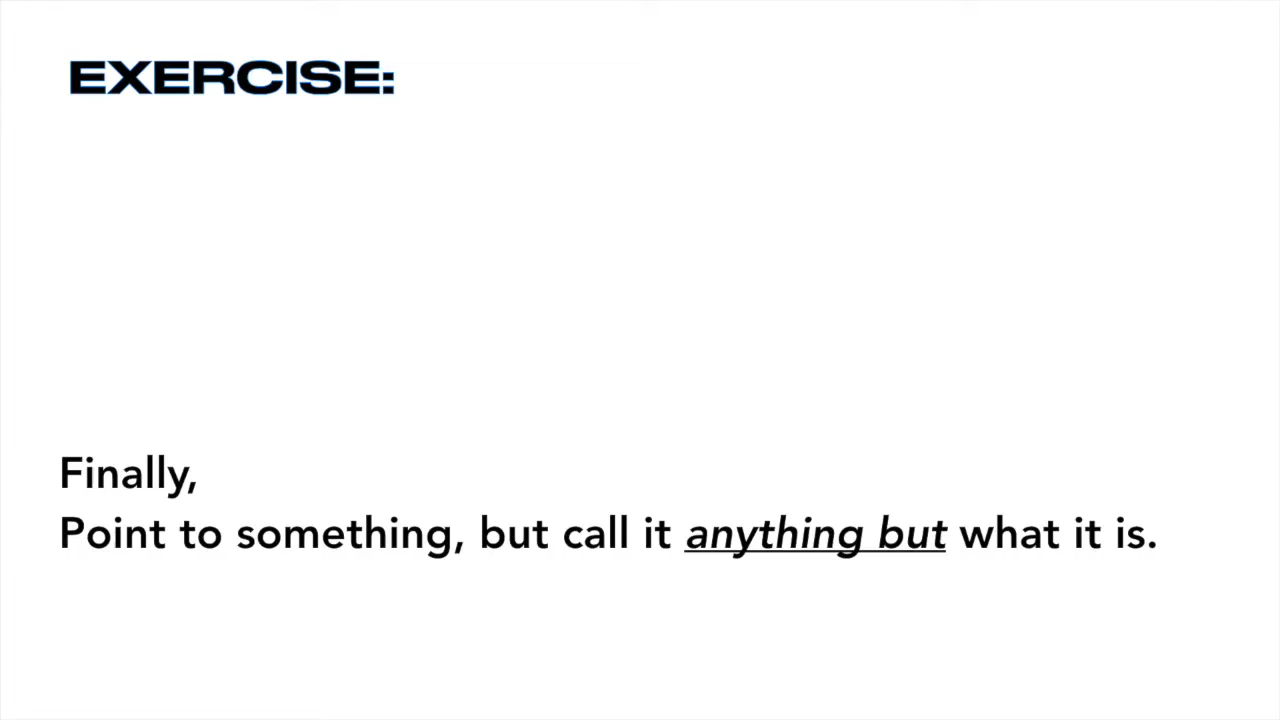 EXERCISE:
Finally,
Point to something, but call it anything but what it is.